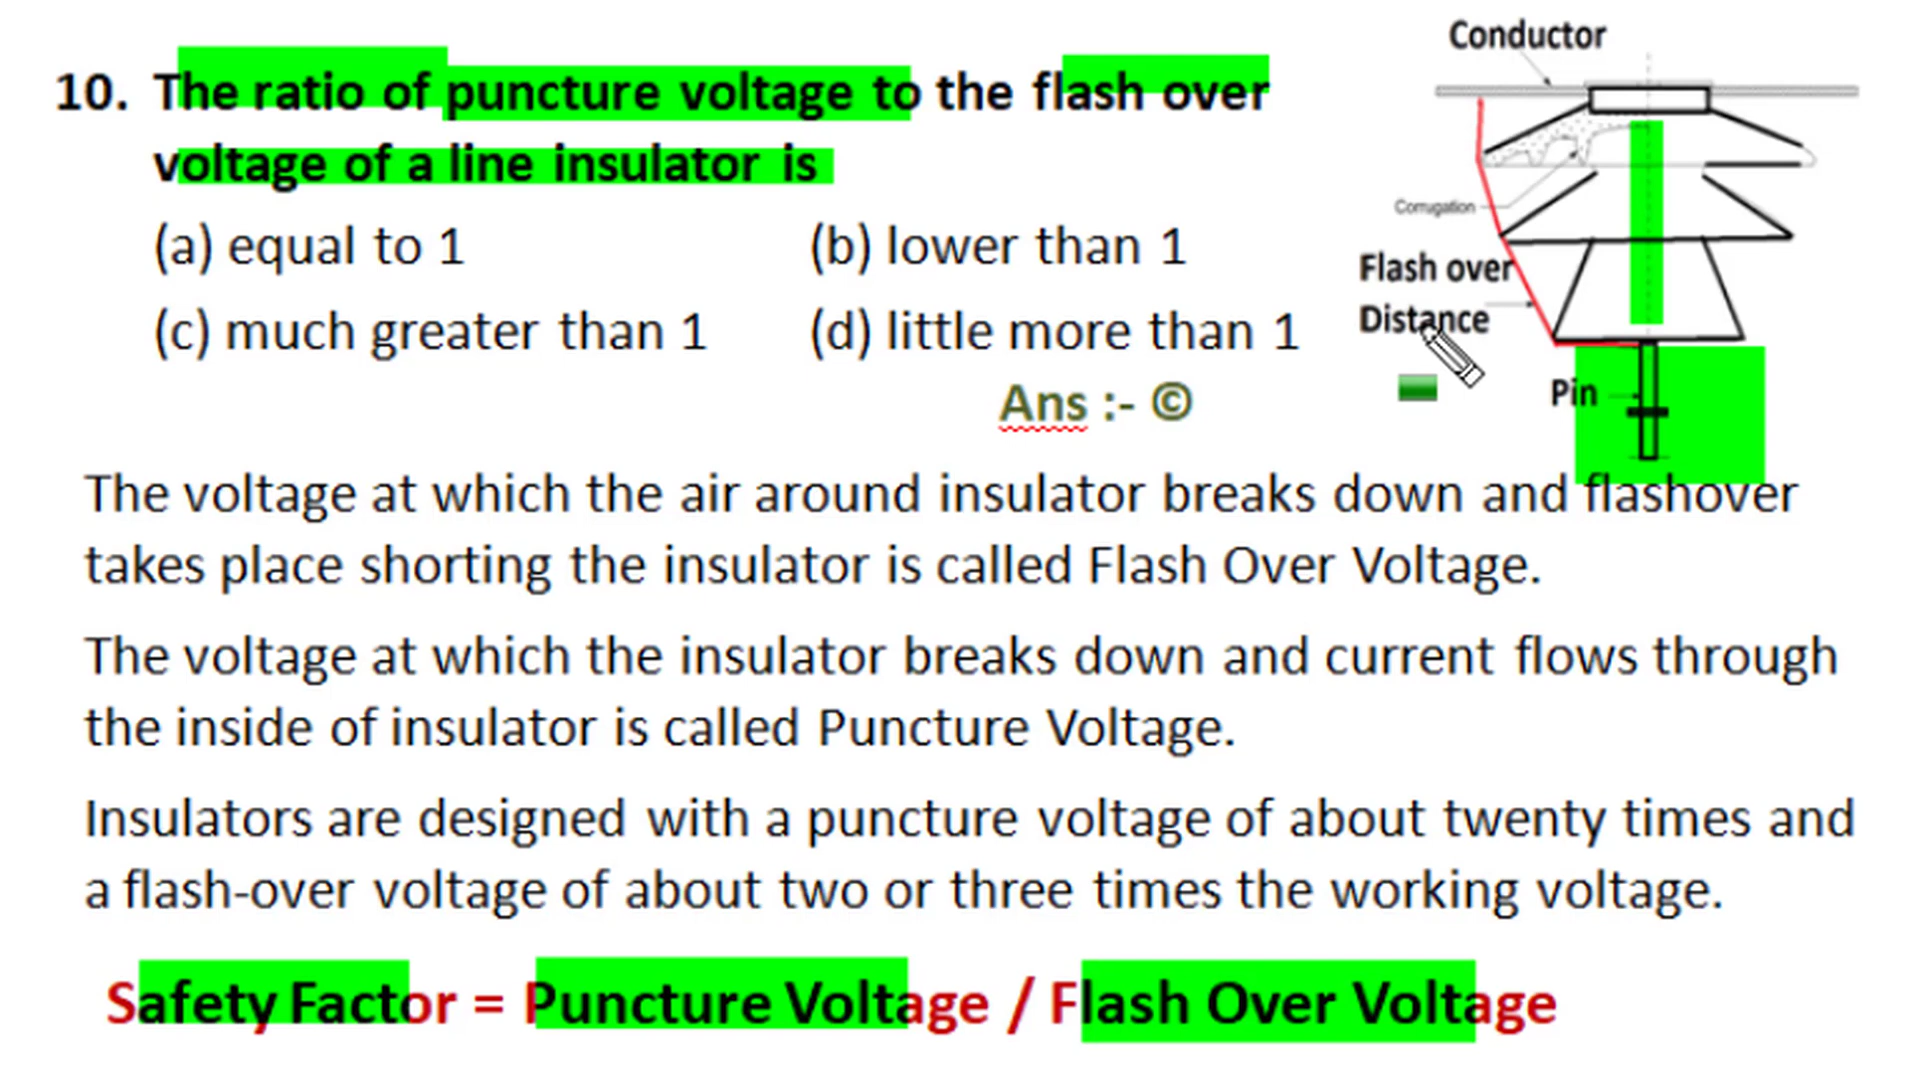 10. The ratio of puncture voltage to the flash over
voltage of a line insulator is
(a) equal to 1 (b) lower than 1
(c) much greater than 1 (d) little more than 1
Ans :- ©
Conductor
Corrugation
Flash over
Distance
Pin
The voltage at which the air around insulator breaks down and flashover
takes place shorting the insulator is called Flash Over Voltage.
The voltage at which the insulator breaks down and current flows through
the inside of insulator is called Puncture Voltage.
Insulators are designed with a puncture voltage of about twenty times and
a flash-over voltage of about two or three times the working voltage.
Safety Factor = Puncture Voltage / Flash Over Voltage